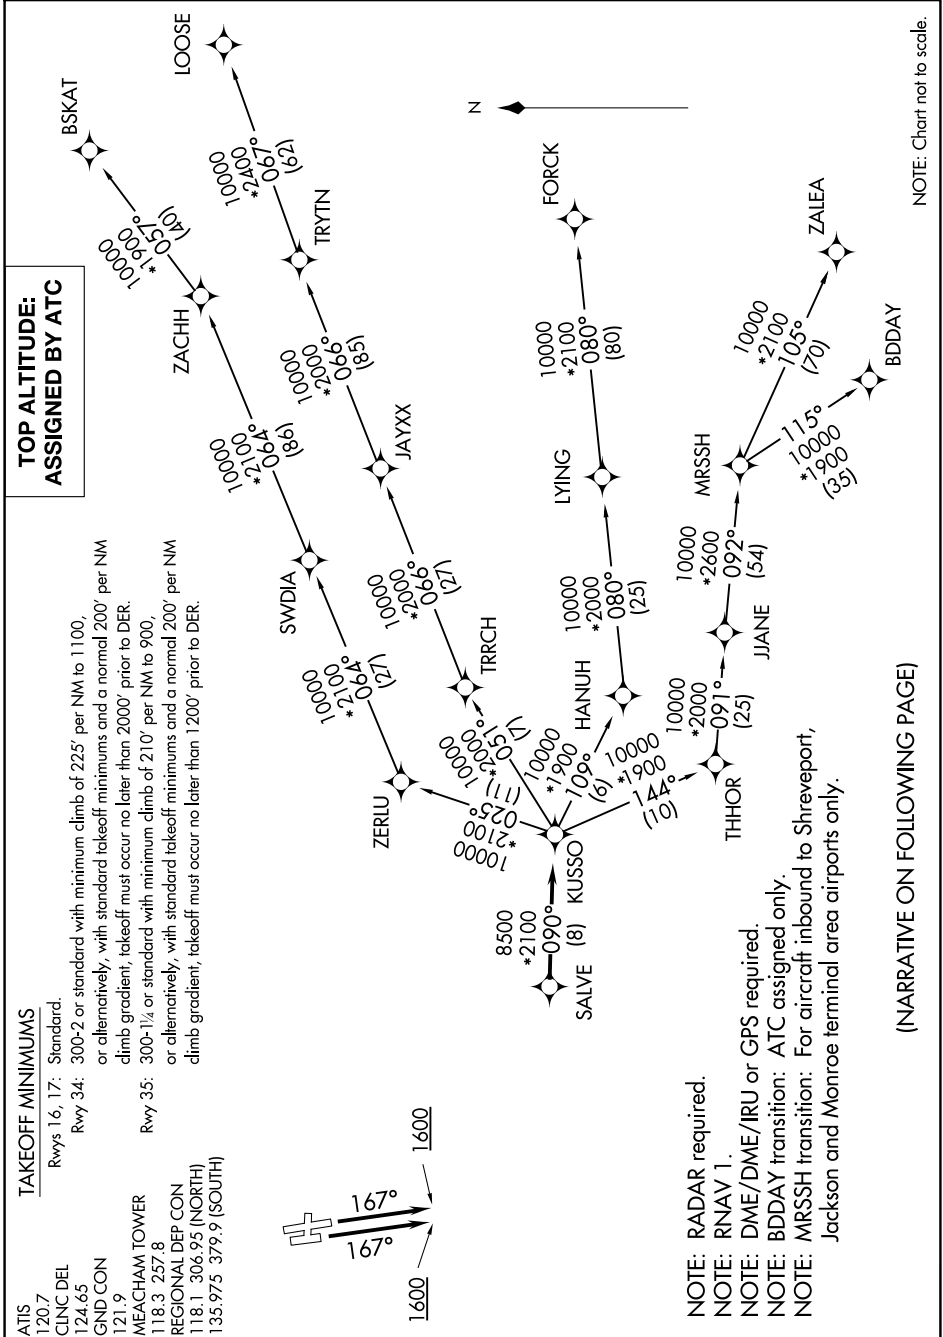 ATIS
120.7
CLNC DEL
124.65
GND CON
121.9
MEACHAM TOWER
118.3 257.8
REGIONAL DEP CON
118.1 306.95 (NORTH)
135.975 379.9 (SOUTH)
TAKEOFF MINIMUMS
Rwys 16, 17: Standard.
Rwy 34: 300-2 or standard with minimum climb of 225' per NM to 1100,
or alternatively, with standard takeoff minimums and a normal 200' per NM
climb gradient, takeoff must occur no later than 2000' prior to DER.
Rwy 35: 300-1¼ or standard with minimum climb of 210' per NM to 900,
or alternatively, with standard takeoff minimums and a normal 200' per NM
climb gradient, takeoff must occur no later than 1200' prior to DER.
TOP ALTITUDE:
ASSIGNED BY ATC
BSKAT
LOOSE
10000
*1900
057°
(40)
ZACHH
10000
*2400
067°
(62)
TRYTN
10000
*2100
064°
(86)
SWDIA
10000
*2000
066°
(85)
JAYXX
10000
*2100
064°
(27)
ZERLU
10000
*2000
066°
(27)
TRRCH
N
FORCK
10000
*2100
080°
(80)
LYING
10000
*2000
080°
(25)
HANUH
10000
*2100
025°
(11)
10000
*2000
051°
(7)
10000
*1900
109°
(6)
10000
*1900
144°
(10)
8500
*2100
090°
(8)
SALVE
KUSSO
THHOR
10000
*2000
091°
(25)
JJANE
10000
*2600
092°
(54)
MRSSH
10000
*2100
105°
(70)
ZALEA
115°
10000
*1900
(35)
BDDAY
167°
167°
1600
1600
NOTE: RADAR required.
NOTE: RNAV 1.
NOTE: DME/DME/IRU or GPS required.
NOTE: BDDAY transition: ATC assigned only.
NOTE: MRSSH transition: For aircraft inbound to Shreveport,
Jackson and Monroe terminal area airports only.
NOTE: Chart not to scale.
(NARRATIVE ON FOLLOWING PAGE)